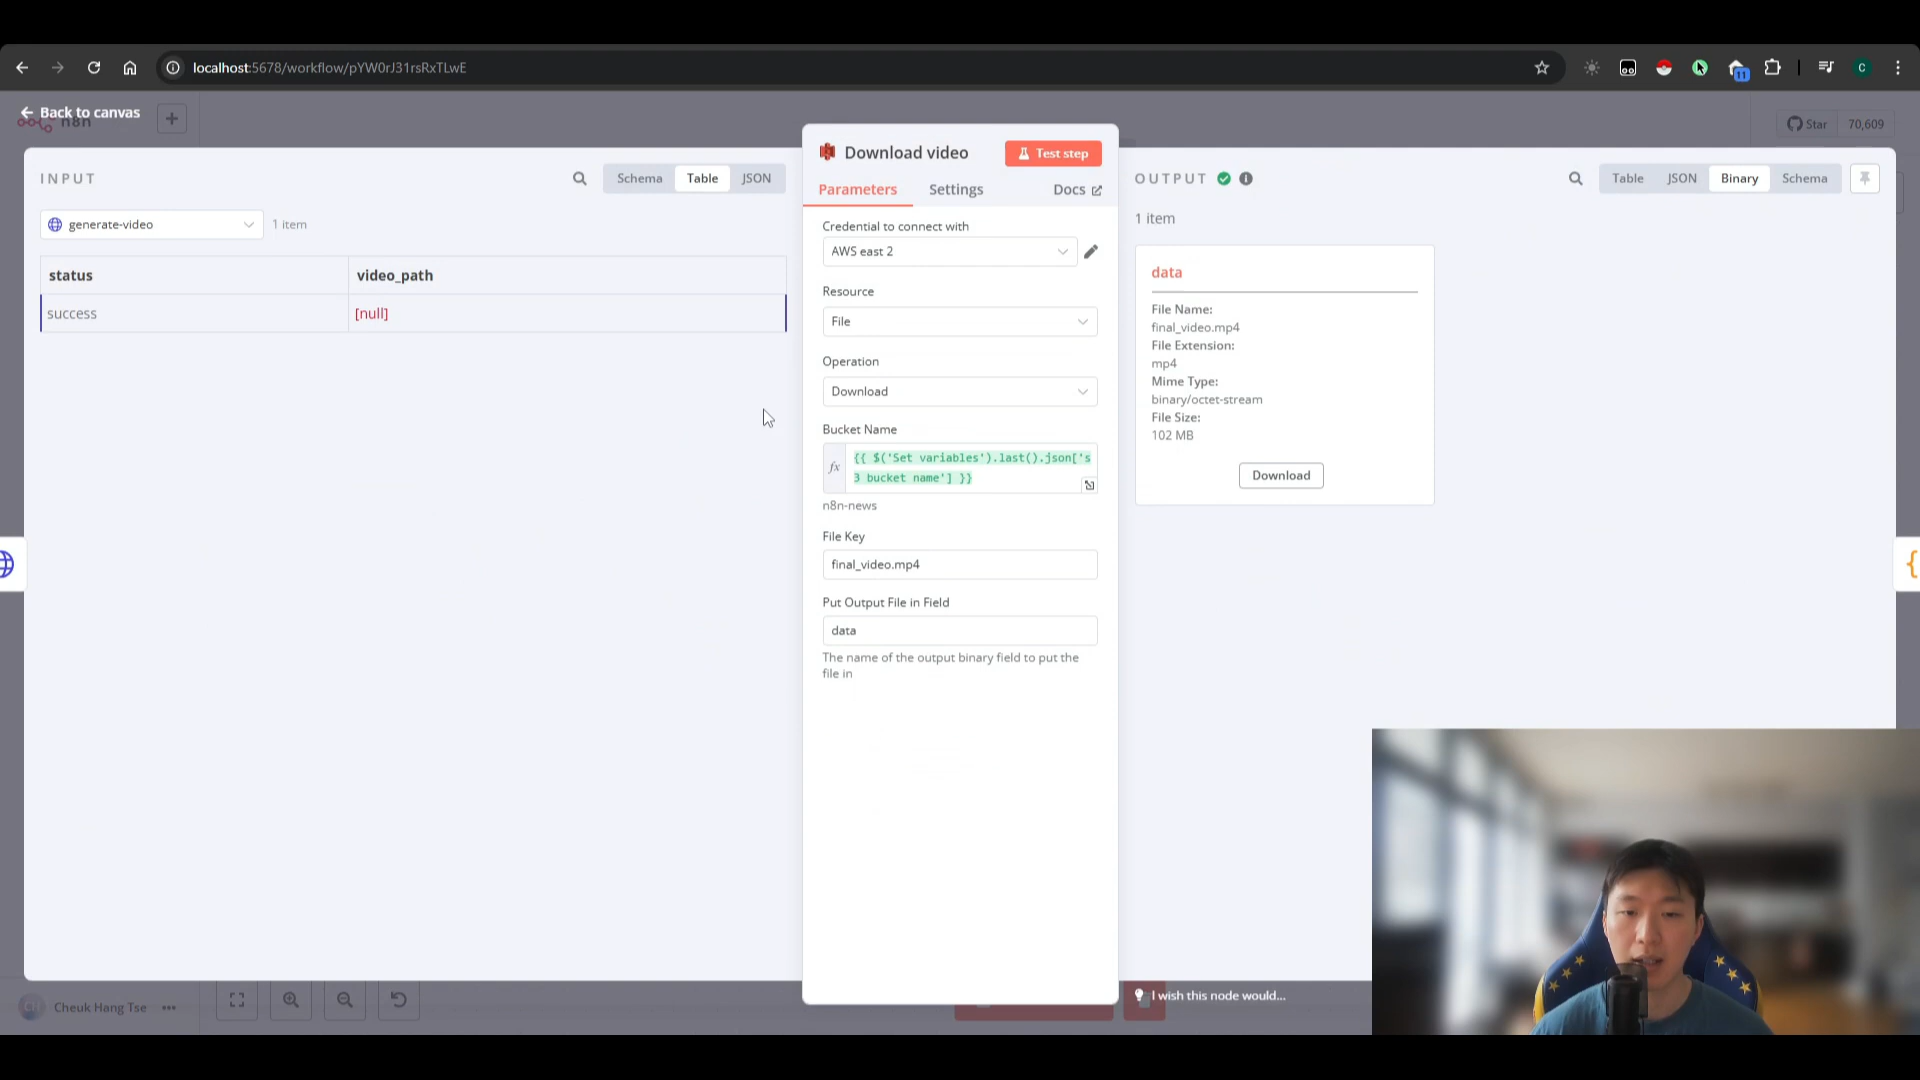 localhost:5678/workflow/pYW0rJ31rsRxTLwE
11
C
Back to canvas
n8n
Star 70,609
INPUT
Schema Table JSON
generate-video
1 item
status video_path
success [null]
Download video
Test step
Parameters Settings Docs
Credential to connect with
AWS east 2
Resource
File
Operation
Download
Bucket Name
fx
{{ $('Set variables').last().json['s
3 bucket name'] }}
n8n-news
File Key
final_video.mp4
Put Output File in Field
data
The name of the output binary field to put the
file in
OUTPUT
Table JSON Binary Schema
1 item
data
File Name:
final_video.mp4
File Extension:
mp4
Mime Type:
binary/octet-stream
File Size:
102 MB
Download
Cheuk Hang Tse
I wish this node would...